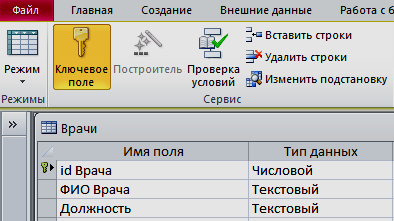 Файл Главная Создание Внешние данные Работа с б
Режим
Ключевое поле
Построитель
Проверка условий
Вставить строки
Удалить строки
Изменить подстановку
Режимы Сервис
» Врачи
Имя поля Тип данных
id Врача Числовой
ФИО Врача Текстовый
Должность Текстовый